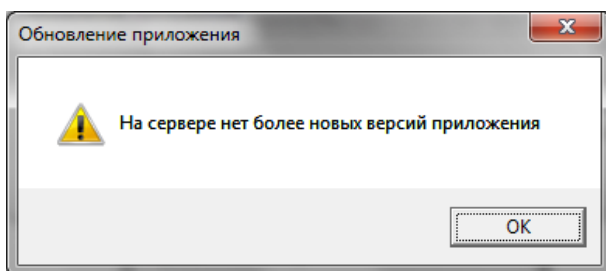 Обновление приложения
На сервере нет более новых версий приложения
OK